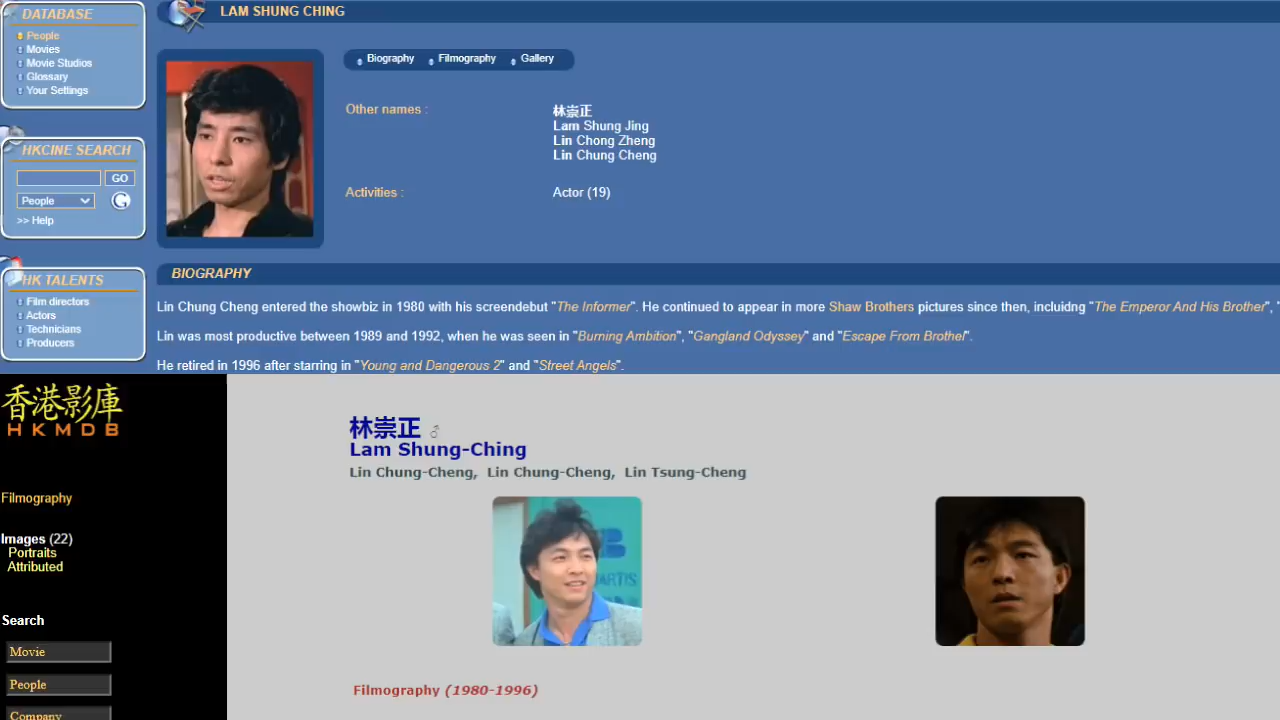 DATABASE
People
Movies
Movie Studios
Glossary
Your Settings
HKCINE SEARCH
GO
People
>> Help
HK TALENTS
Film directors
Actors
Technicians
Producers
LAM SHUNG CHING
Biography Filmography Gallery
Other names : 林崇正
Lam Shung Jing
Lin Chong Zheng
Lin Chung Cheng
Activities : Actor (19)
BIOGRAPHY
Lin Chung Cheng entered the showbiz in 1980 with his screendebut "The Informer". He continued to appear in more Shaw Brothers pictures since then, incluidng "The Emperor And His Brother", "
Lin was most productive between 1989 and 1992, when he was seen in "Burning Ambition", "Gangland Odyssey" and "Escape From Brothel".
He retired in 1996 after starring in "Young and Dangerous 2" and "Street Angels".
香港影庫
HKMDB
Filmography
Images (22)
Portraits
Attributed
Search
Movie
People
Company
林崇正 ♂
Lam Shung-Ching
Lin Chung-Cheng, Lin Chung-Cheng, Lin Tsung-Cheng
Filmography (1980-1996)